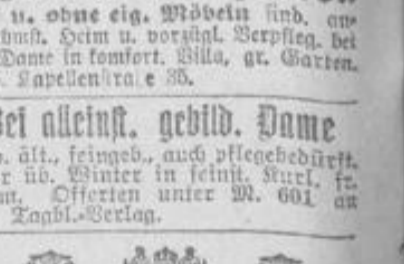 u. ohne eig. Möbeln find. an-
Heim u. vorzügl. Verpfleg. bei
Dame in komfort. Villa, gr. Garten.
Kapellenstra e 35.
Bei alleinst. gebild. Dame
ält., feingeb., auch pflegebedürft.
r üb. Winter in feinst. Kurl. fr.
Offerten unter M. 601 an
Tagbl.-Verlag.